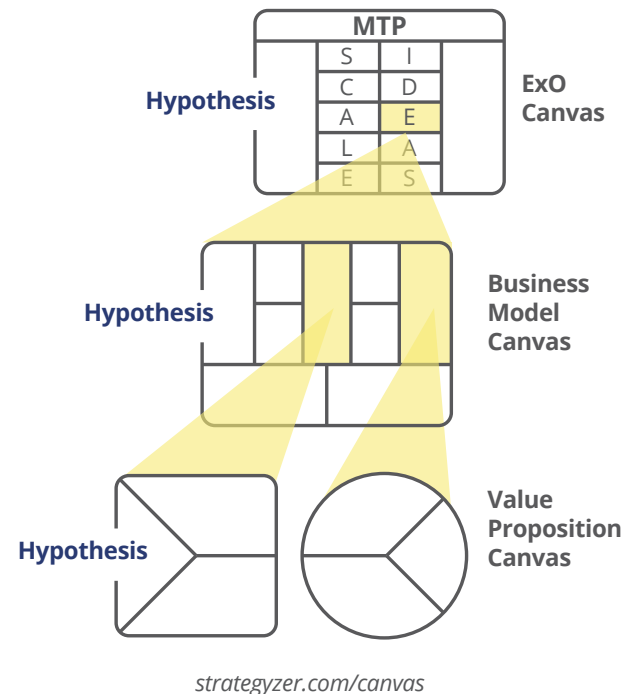 MTP
S I
C D
A E
L A
E S
Hypothesis
ExO
Canvas
Hypothesis
Business
Model
Canvas
Hypothesis
Value
Proposition
Canvas
strategyzer.com/canvas